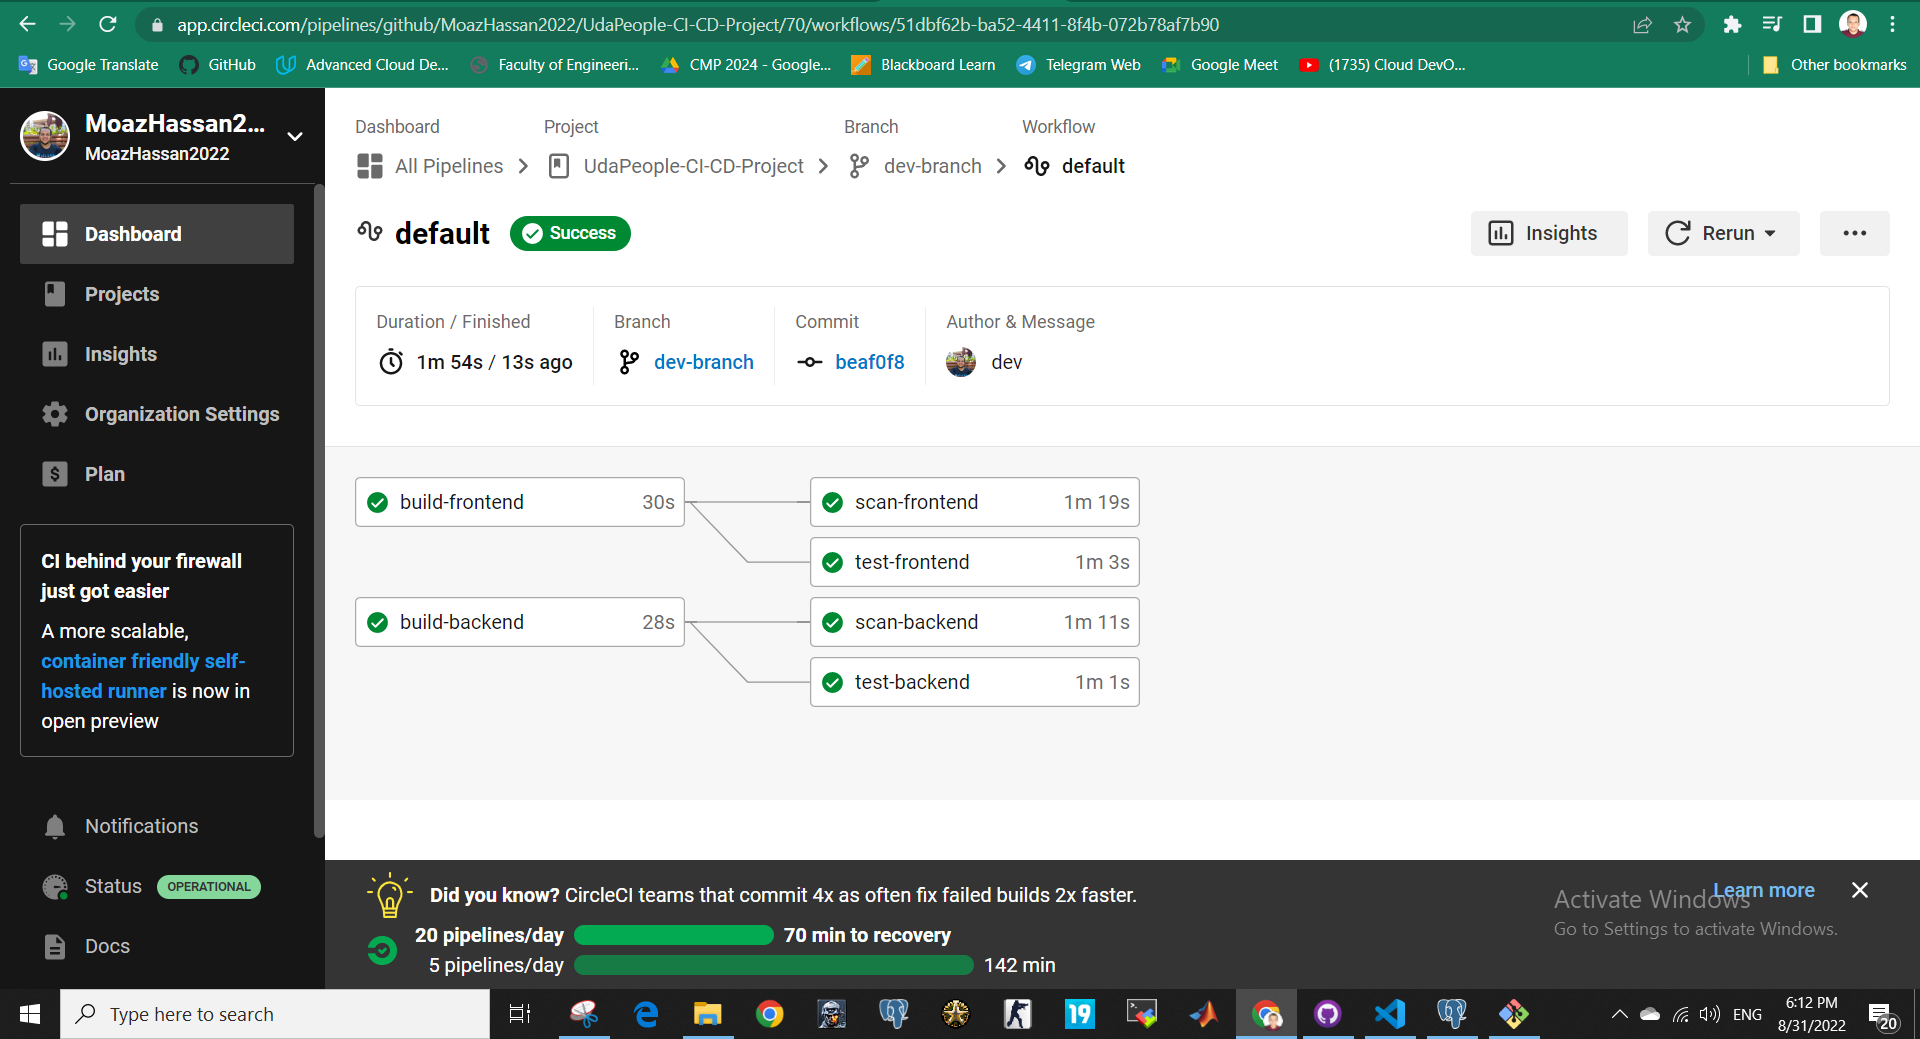 app.circleci.com/pipelines/github/MoazHassan2022/UdaPeople-CI-CD-Project/70/workflows/51dbf62b-ba52-4411-8f4b-072b78af7b90
Google Translate GitHub Advanced Cloud De... Faculty of Engineeri... CMP 2024 - Google... Blackboard Learn Telegram Web Google Meet (1735) Cloud DevO... Other bookmarks
MoazHassan2...
MoazHassan2022
Dashboard
Projects
Insights
Organization Settings
Plan
CI behind your firewall
just got easier
A more scalable,
container friendly self-
hosted runner is now in
open preview
Notifications
Status OPERATIONAL
Docs
Dashboard Project Branch Workflow
All Pipelines UdaPeople-CI-CD-Project dev-branch default
default Success Insights Rerun
Duration / Finished Branch Commit Author & Message
1m 54s / 13s ago dev-branch beaf0f8 dev
build-frontend 30s scan-frontend 1m 19s
test-frontend 1m 3s
build-backend 28s scan-backend 1m 11s
test-backend 1m 1s
Did you know? CircleCI teams that commit 4x as often fix failed builds 2x faster.
Learn more
20 pipelines/day 70 min to recovery
5 pipelines/day 142 min
Activate Windows
Go to Settings to activate Windows.
Type here to search
19
ENG
6:12 PM
8/31/2022
20